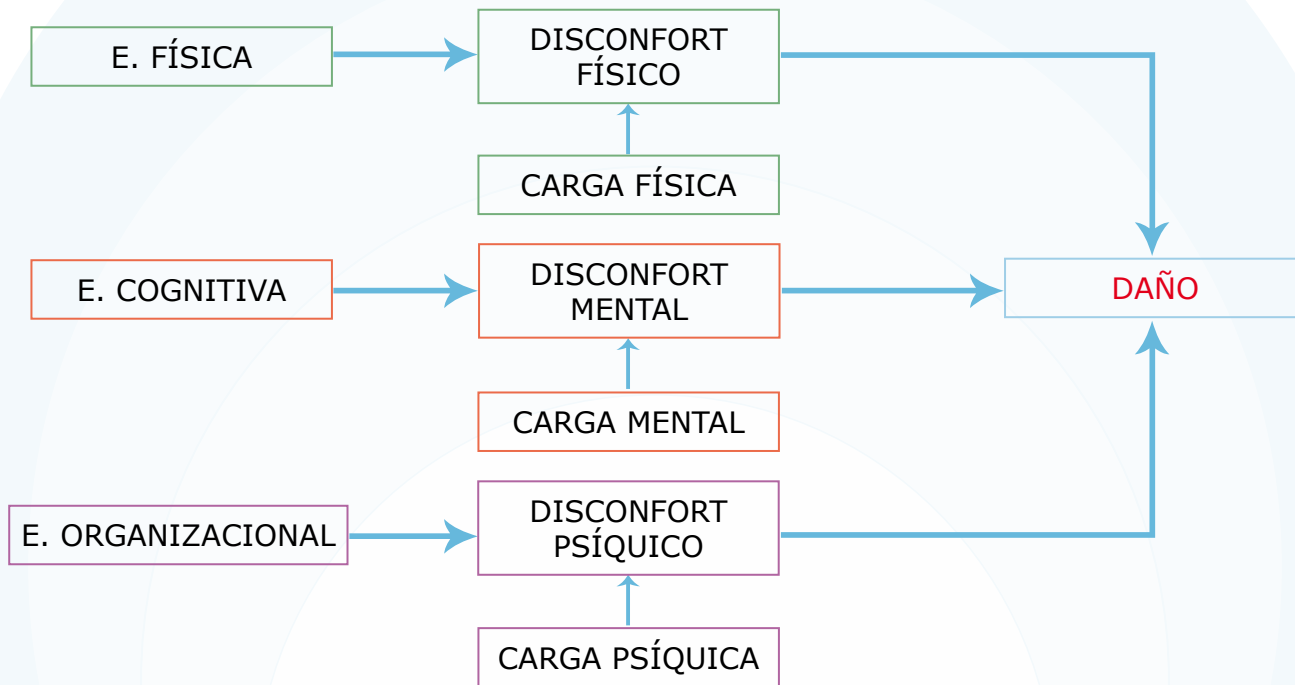 E. FÍSICA
DISCONFORT
FÍSICO
CARGA FÍSICA
E. COGNITIVA
DISCONFORT
MENTAL
DAÑO
CARGA MENTAL
E. ORGANIZACIONAL
DISCONFORT
PSÍQUICO
CARGA PSÍQUICA